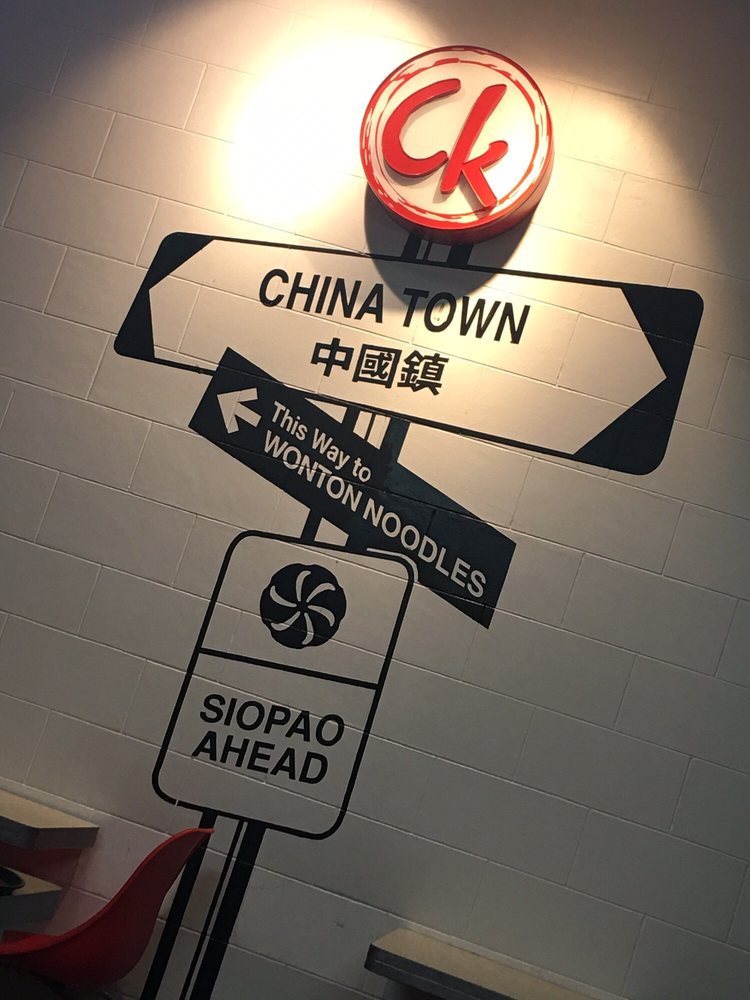 Ck
CHINA TOWN
中國鎮
This Way to
WONTON NOODLES
SIOPAO
AHEAD